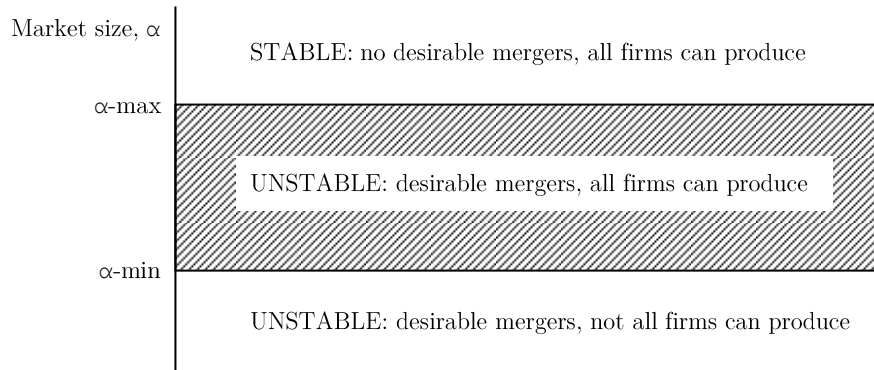 Market size, α
STABLE: no desirable mergers, all firms can produce
α-max
UNSTABLE: desirable mergers, all firms can produce
α-min
UNSTABLE: desirable mergers, not all firms can produce